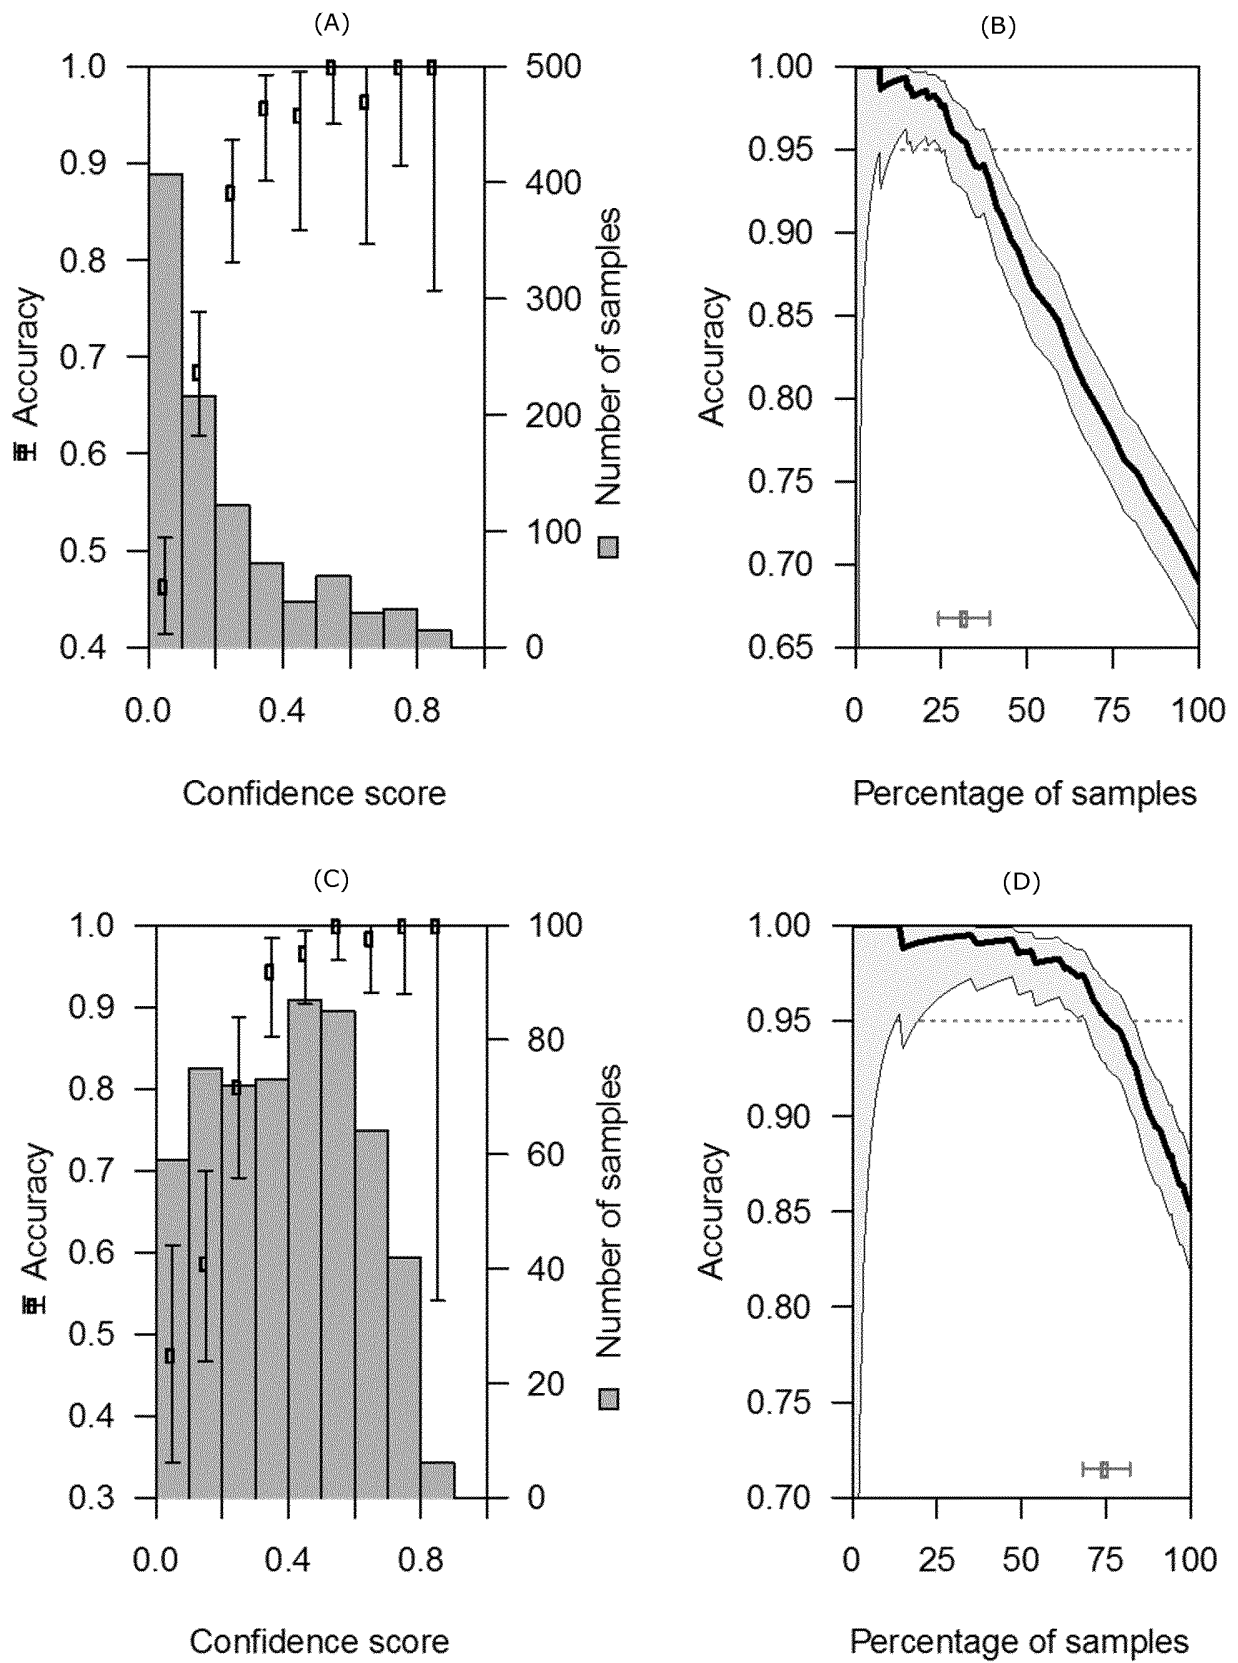 (A)
1.0
0.9
0.8
0.7
0.6
0.5
0.4
Accuracy
500
400
300
200
100
0
Number of samples
0.0 0.4 0.8
Confidence score
(B)
1.00
0.95
0.90
0.85
0.80
0.75
0.70
0.65
Accuracy
0 25 50 75 100
Percentage of samples
(C)
1.0
0.9
0.8
0.7
0.6
0.5
0.4
0.3
Accuracy
100
80
60
40
20
0
Number of samples
0.0 0.4 0.8
Confidence score
(D)
1.00
0.95
0.90
0.85
0.80
0.75
0.70
Accuracy
0 25 50 75 100
Percentage of samples